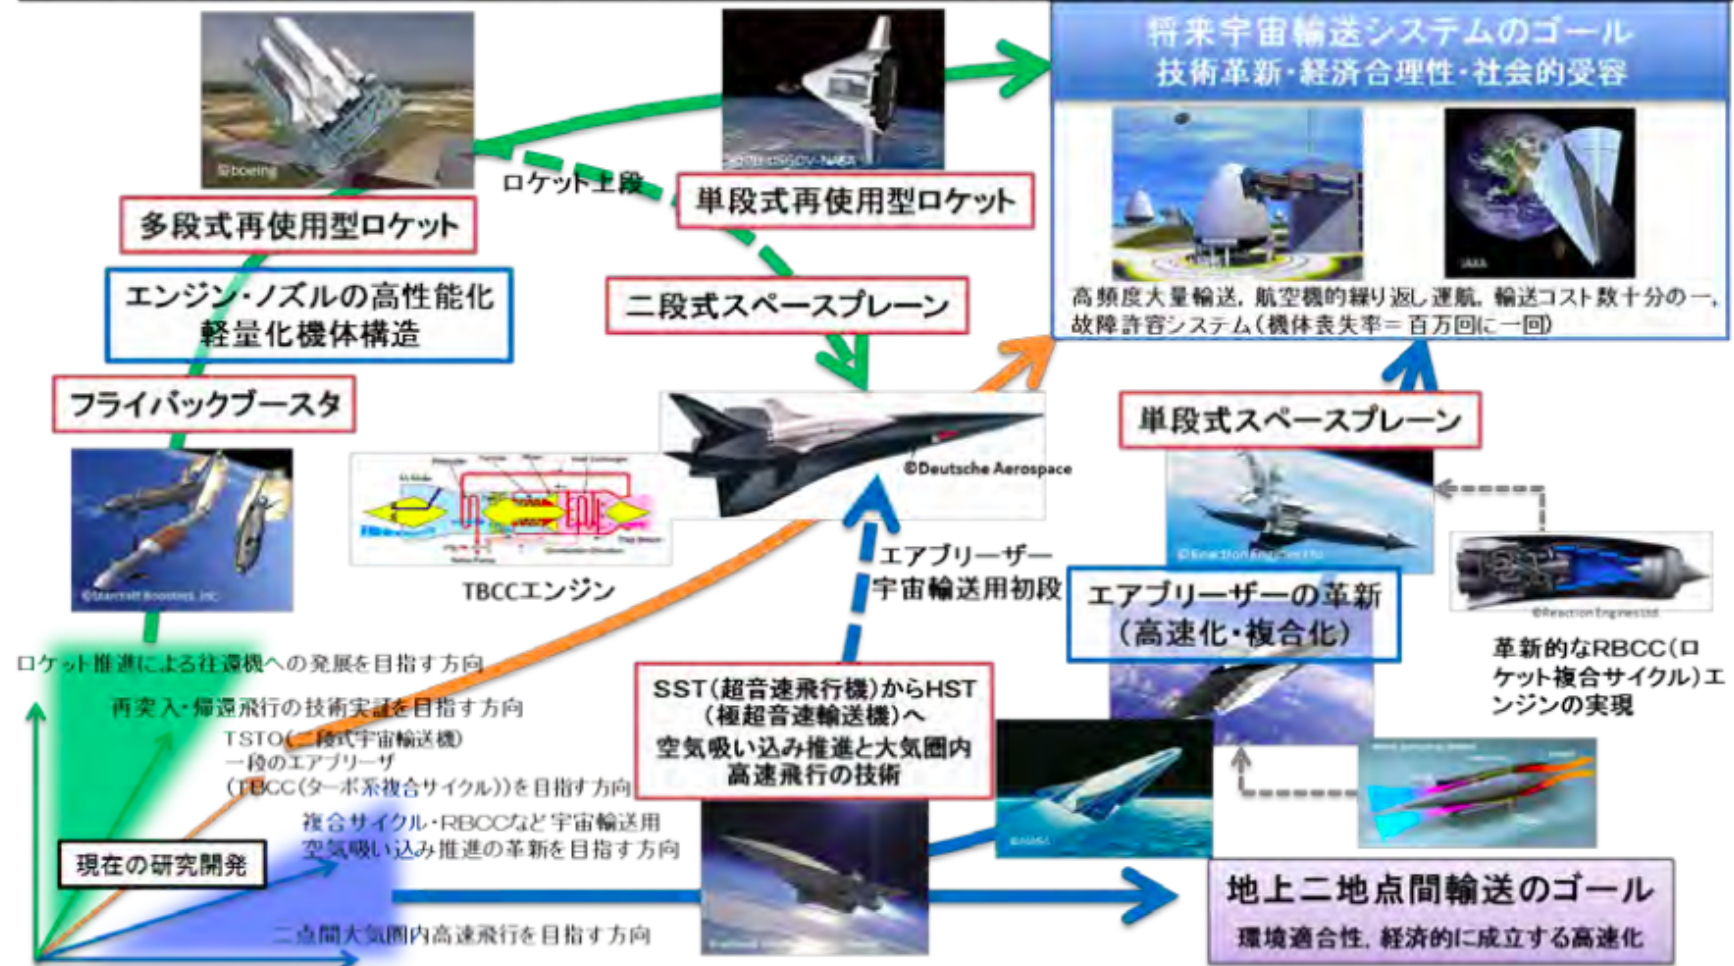 将来宇宙輸送システムのゴール
技術革新・経済合理性・社会的受容
©boeing
ロケット上段
多段式再使用型ロケット
単段式再使用型ロケット
JAXA
高頻度大量輸送，航空機的繰り返し運航，輸送コスト数十分の一，
故障許容システム(機体喪失率＝百万回に一回)
エンジン・ノズルの高性能化
軽量化機体構造
二段式スペースプレーン
フライバックブースタ
単段式スペースプレーン
©Deutsche Aerospace
©Starcraft Boosters, Inc.
TBCCエンジン
エアブリーザー
宇宙輸送用初段
©Reaction Engines Ltd
エアブリーザーの革新
(高速化・複合化)
©Reaction Engines Ltd.
革新的なRBCC(ロ
ケット複合サイクル)エ
ンジンの実現
ロケット推進による往還機への発展を目指す方向
再突入・帰還飛行の技術実証を目指す方向
TSTO(二段式宇宙輸送機)
一段のエアブリーザ
(TBCC(ターボ系複合サイクル))を目指す方向
SST(超音速飛行機)からHST
(極超音速輸送機)へ
空気吸い込み推進と大気圏内
高速飛行の技術
複合サイクル・RBCCなど宇宙輸送用
空気吸い込み推進の革新を目指す方向
©NASA
現在の研究開発
二点間大気圏内高速飛行を目指す方向
地上二地点間輸送のゴール
環境適合性，経済的に成立する高速化